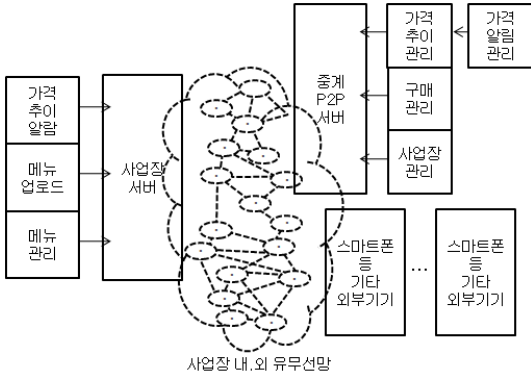 가격
추이
알람
메뉴
업로드
메뉴
관리
사업장
서버
중계
P2P
서버
가격
추이
관리
가격
알림
관리
구매
관리
사업장
관리
스마트폰
등
기타
외부기기
...
스마트폰
등
기타
외부기기
사업장 내,외 유무선망